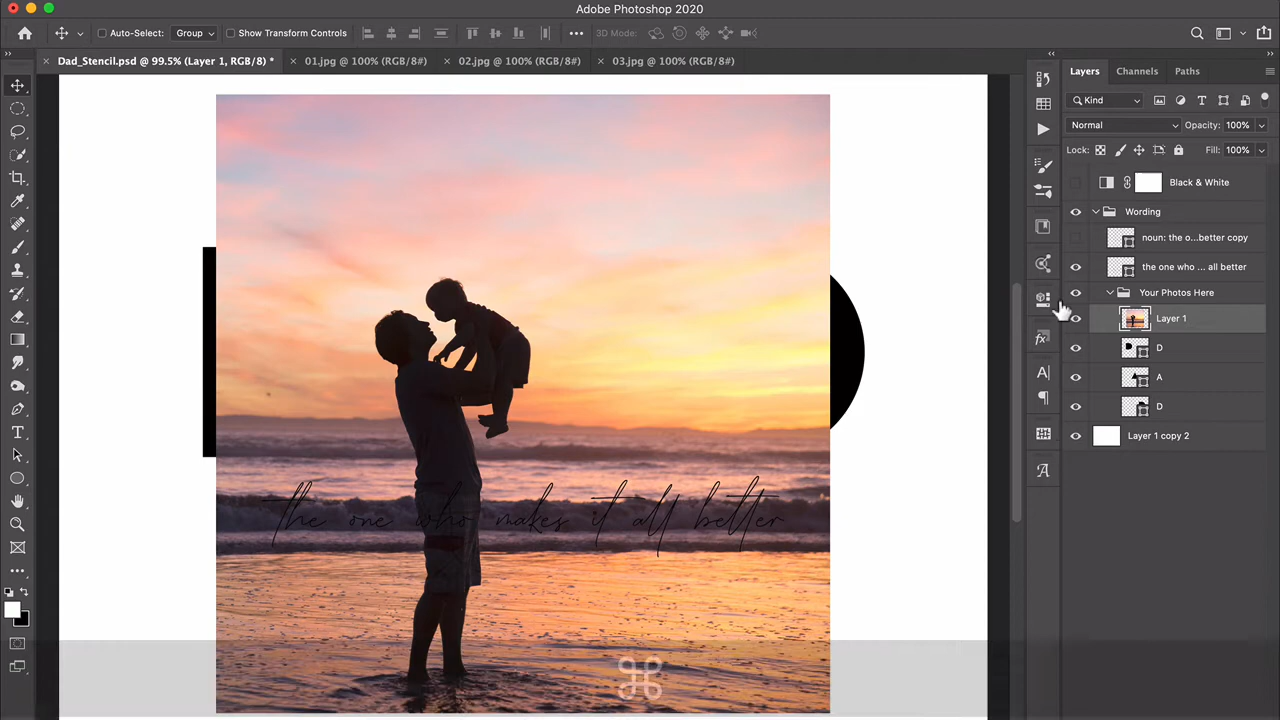 Adobe Photoshop 2020
Auto-Select: Group Show Transform Controls 3D Mode:
Dad_Stencil.psd @ 99.5% (Layer 1, RGB/8) * 01.jpg @ 100% (RGB/8#) 02.jpg @ 100% (RGB/8#) 03.jpg @ 100% (RGB/8#)
Layers Channels Paths
Kind
Normal Opacity: 100%
Lock: Fill: 100%
Black & White
Wording
noun: the o...better copy
the one who ... all better
Your Photos Here
Layer 1
D
A
D
Layer 1 copy 2
the one who makes it all better